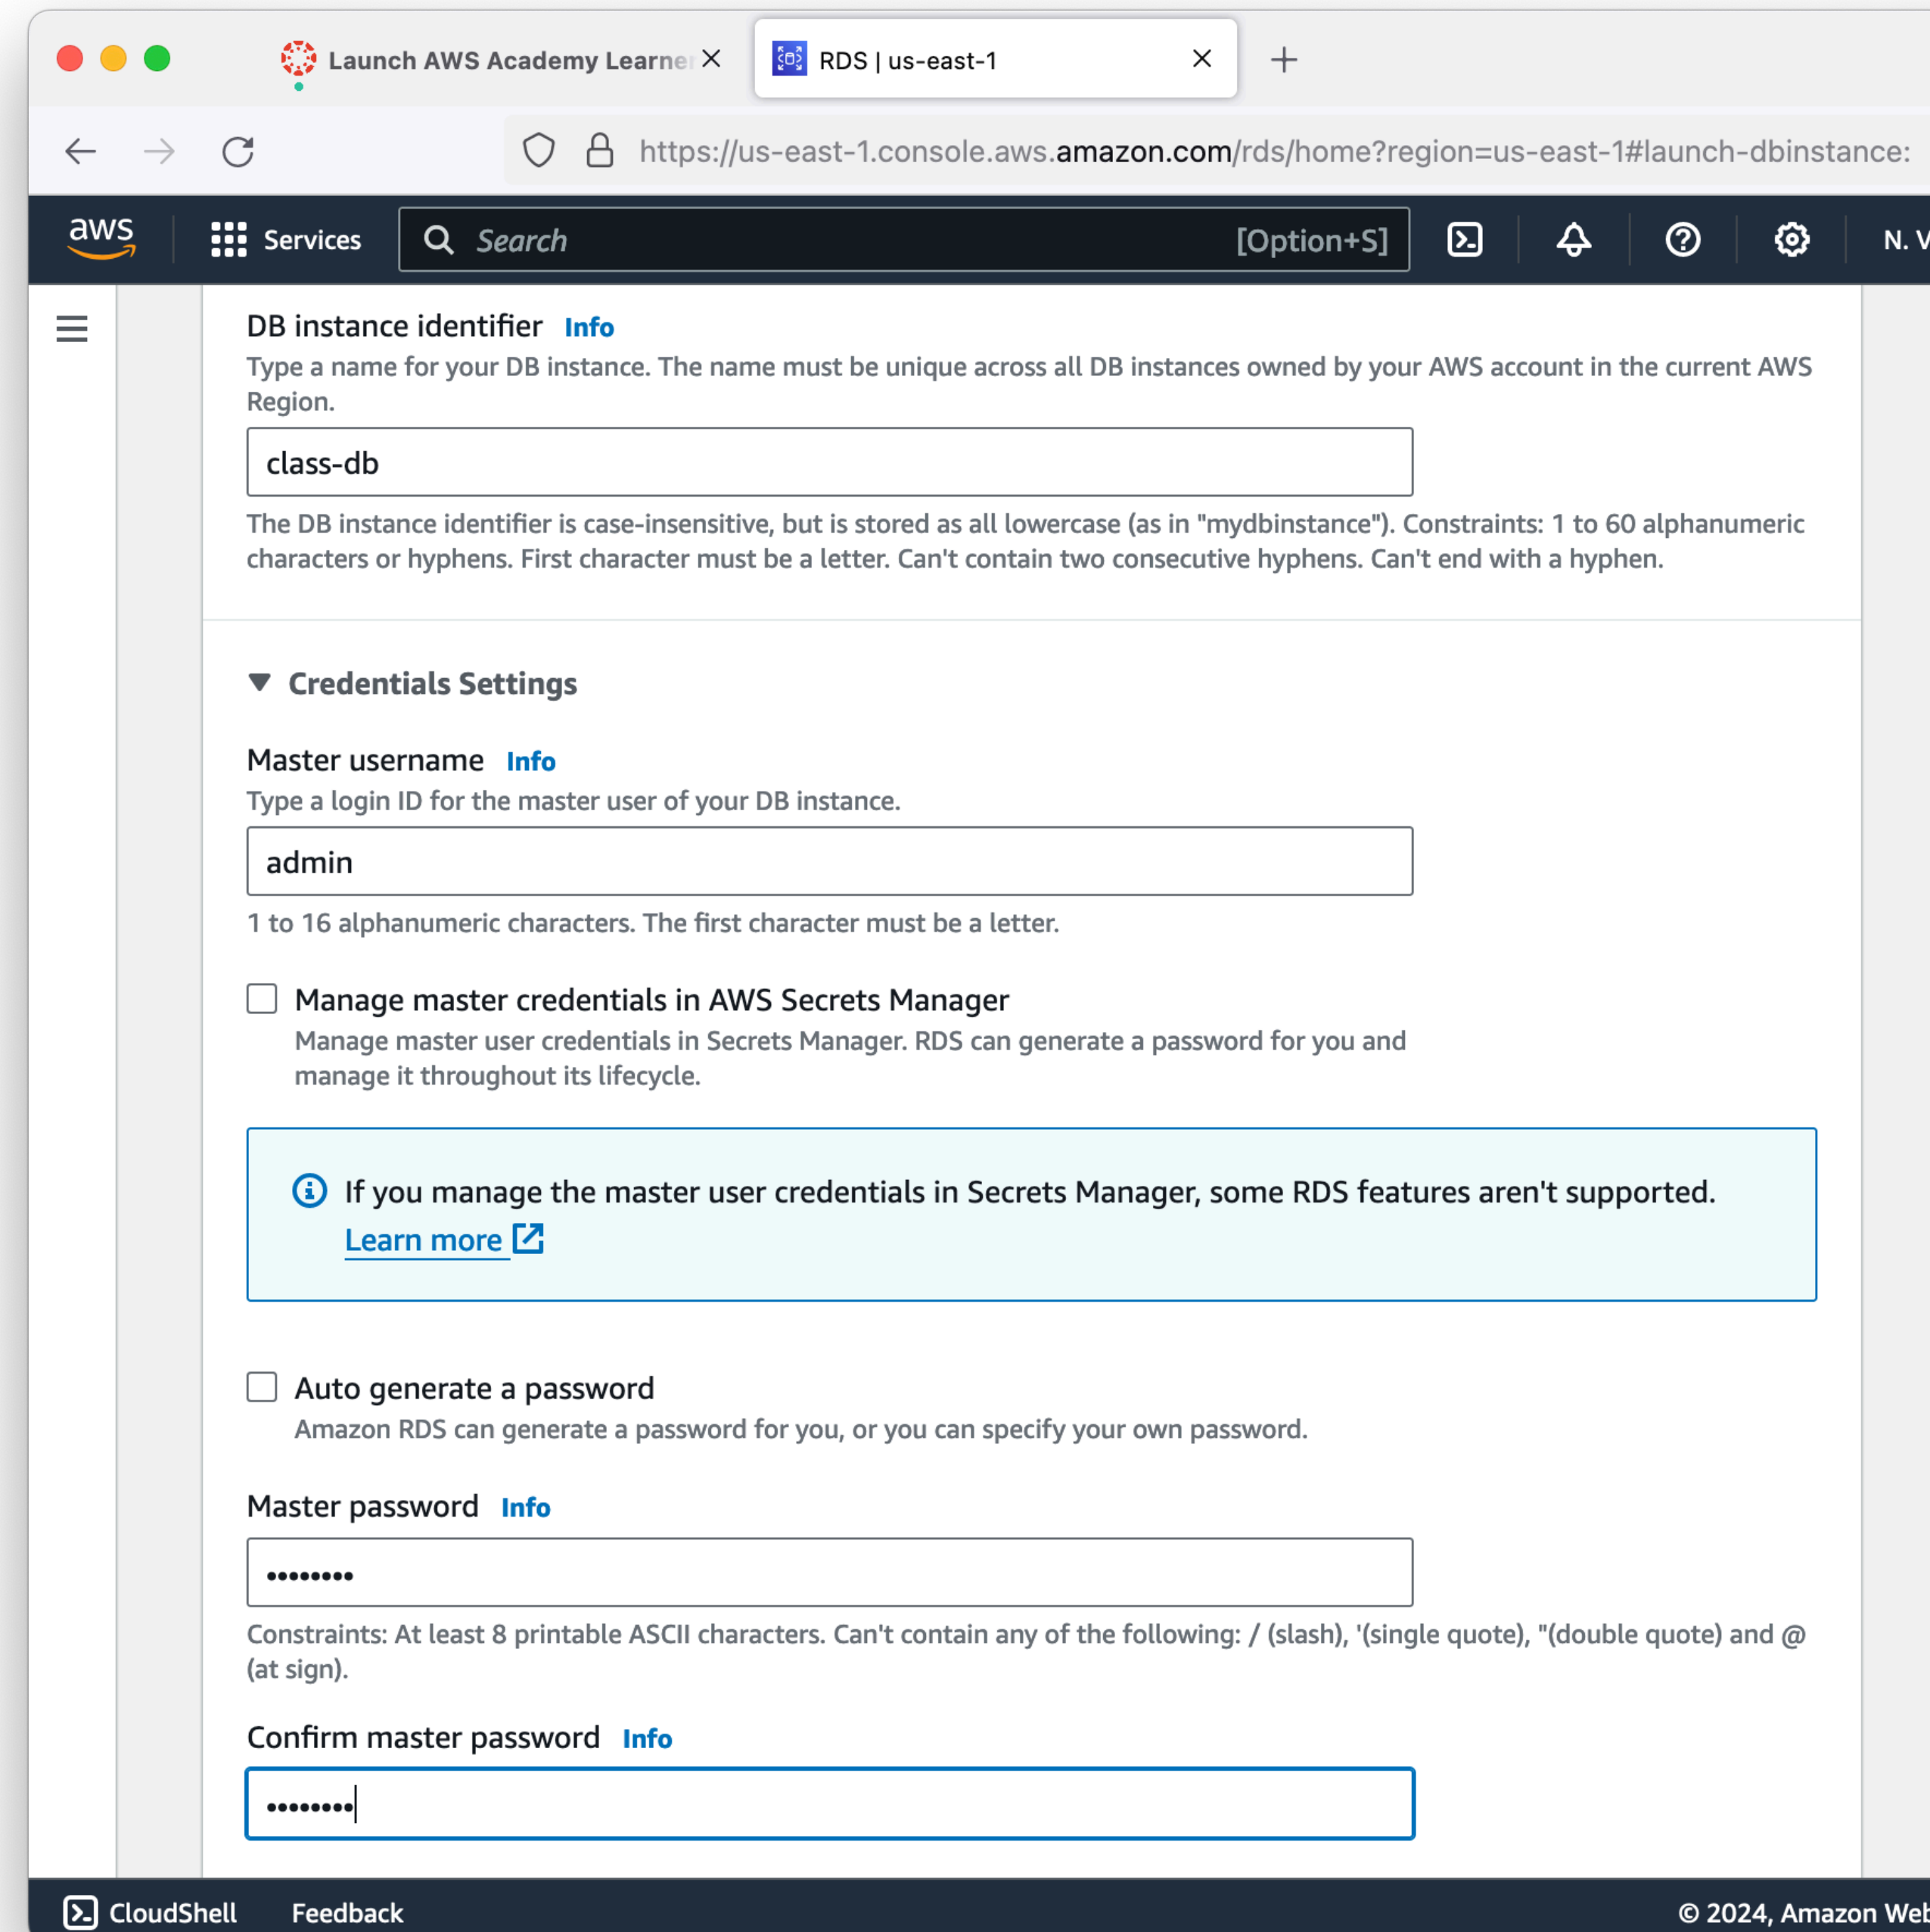 Launch AWS Academy Learner
RDS | us-east-1
https://us-east-1.console.aws.amazon.com/rds/home?region=us-east-1#launch-dbinstance:
aws
Services
Search
[Option+S]
N. V
DB instance identifier Info
Type a name for your DB instance. The name must be unique across all DB instances owned by your AWS account in the current AWS
Region.
class-db
The DB instance identifier is case-insensitive, but is stored as all lowercase (as in "mydbinstance"). Constraints: 1 to 60 alphanumeric
characters or hyphens. First character must be a letter. Can't contain two consecutive hyphens. Can't end with a hyphen.
Credentials Settings
Master username Info
Type a login ID for the master user of your DB instance.
admin
1 to 16 alphanumeric characters. The first character must be a letter.
Manage master credentials in AWS Secrets Manager
Manage master user credentials in Secrets Manager. RDS can generate a password for you and
manage it throughout its lifecycle.
If you manage the master user credentials in Secrets Manager, some RDS features aren't supported.
Learn more
Auto generate a password
Amazon RDS can generate a password for you, or you can specify your own password.
Master password Info
••••••••
Constraints: At least 8 printable ASCII characters. Can't contain any of the following: / (slash), '(single quote), "(double quote) and @
(at sign).
Confirm master password Info
••••••••
CloudShell
Feedback
© 2024, Amazon Web